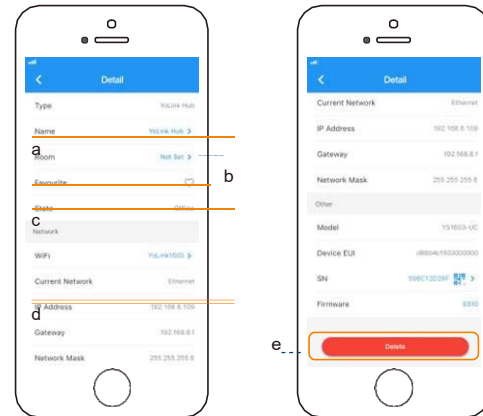 Detail
Type YoLink Hub
Name YoLink Hub >
a
Room Not Set >
b
Favourite
State Offline
c
Network
WiFi YoLink1003 >
Current Network Ethernet
IP Address 192.168.8.109
d
Gateway 192.168.8.1
Network Mask 255.255.255.0
Detail
Current Network Ethernet
IP Address 192.168.8.109
Gateway 192.168.8.1
Network Mask 255.255.255.0
Other
Model YS1603-UC
Device EUI
SN
Firmware 0310
e
Delete